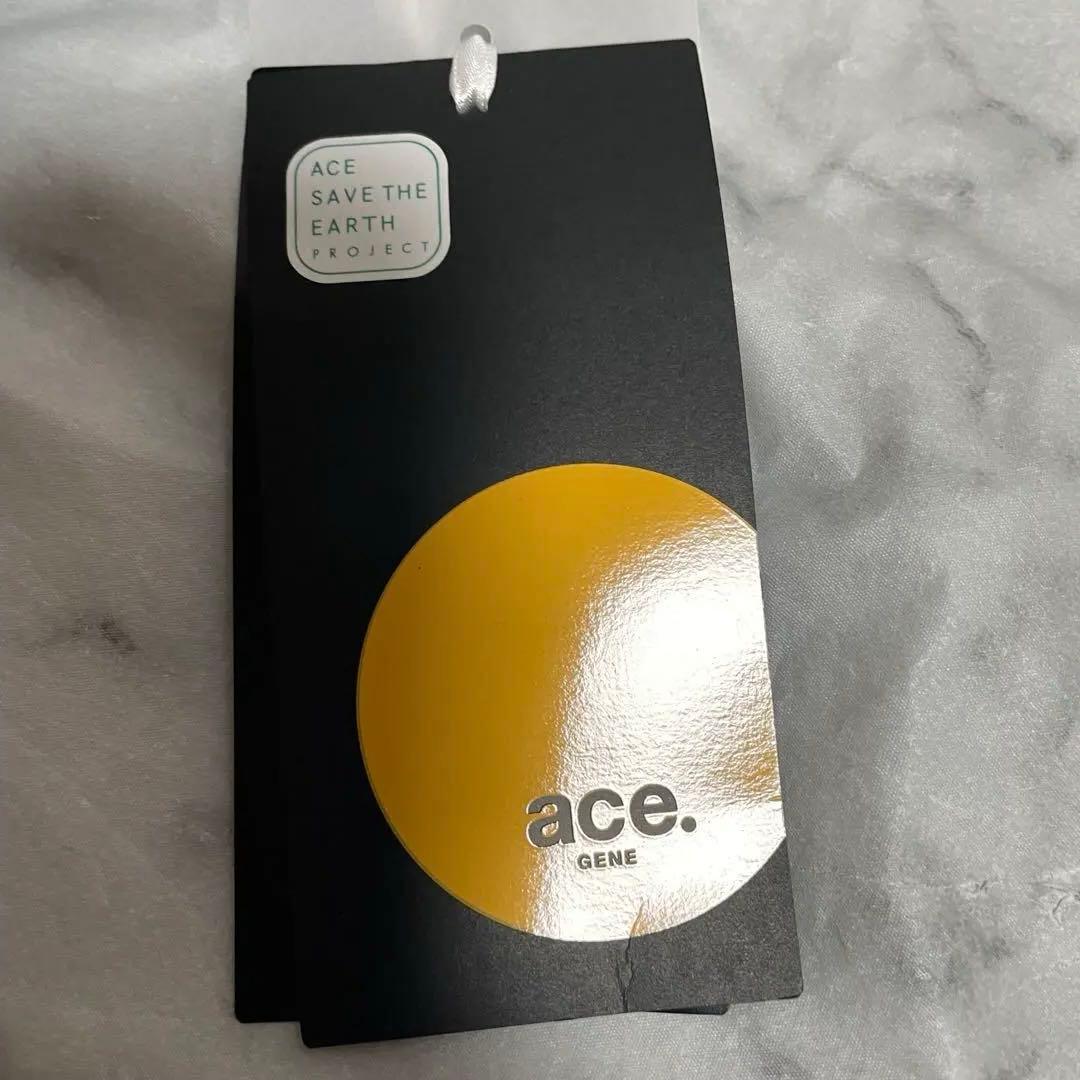 ACE
SAVE THE
EARTH
PROJECT
ace.
GENE